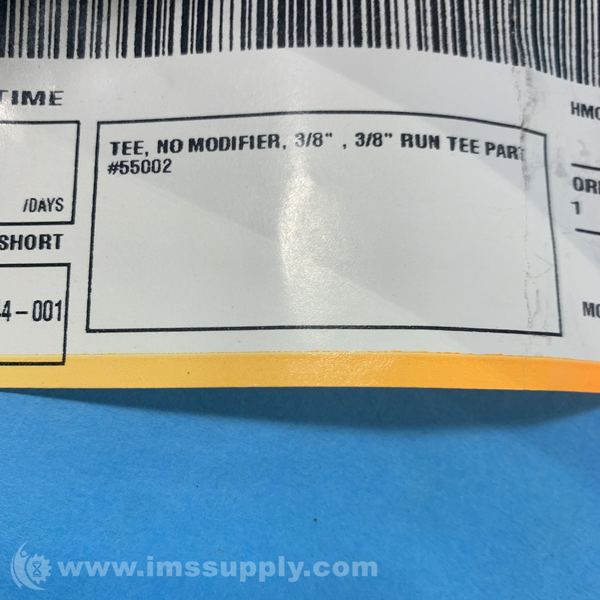 TIME
HMC
TEE, NO MODIFIER, 3/8" , 3/8" RUN TEE PART
#55002
/DAYS
ORI
1
SHORT
4-001
MO
www.imssupply.com